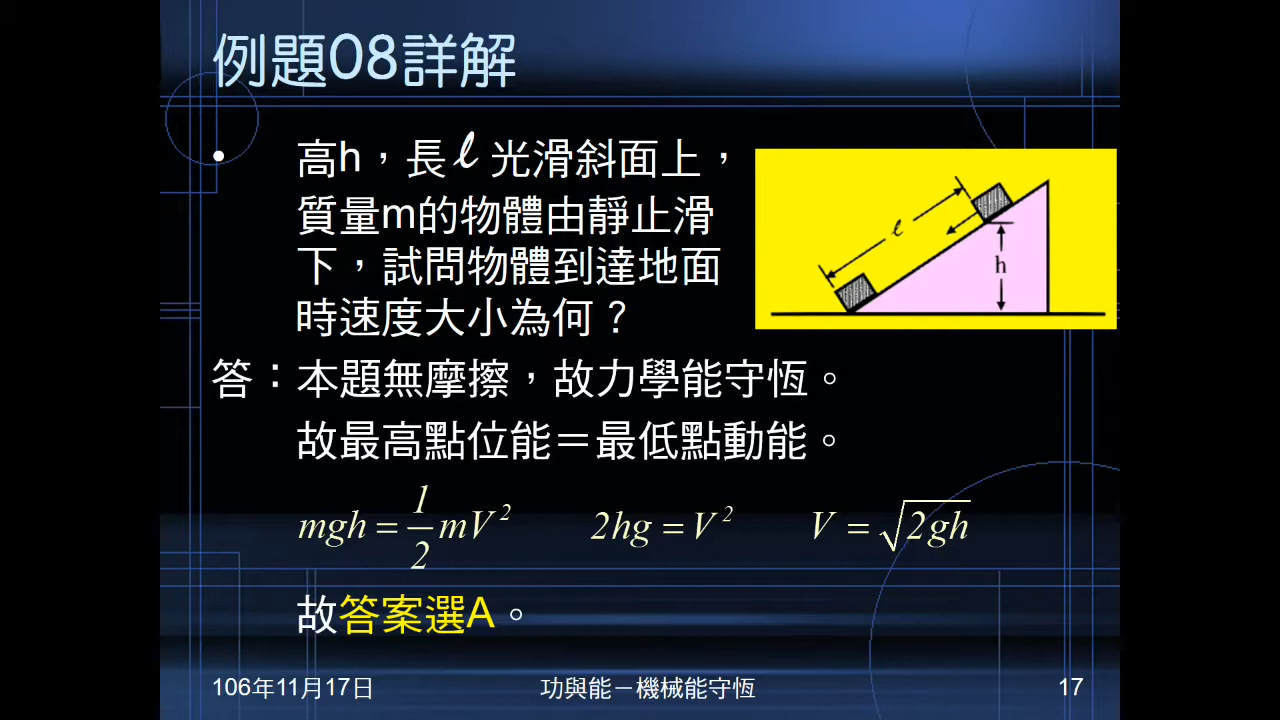 例題08詳解
• 高h，長ℓ光滑斜面上，
質量m的物體由靜止滑
下，試問物體到達地面
時速度大小為何？
ℓ
h
答：本題無摩擦，故力學能守恆。
故最高點位能＝最低點動能。
mgh = 1/2 mV² 2hg = V² V = √2gh
故答案選A。
106年11月17日 功與能－機械能守恆 17